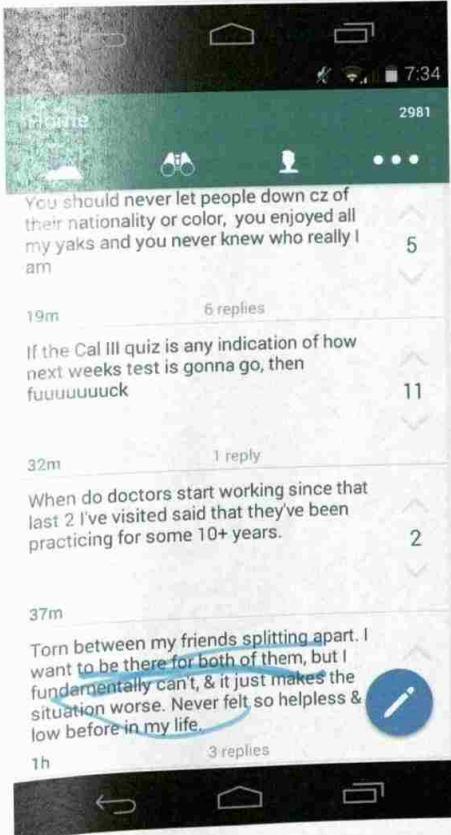 7:34
Home
2981
You should never let people down cz of
their nationality or color, you enjoyed all
my yaks and you never knew who really I
am
5
19m
6 replies
If the Cal III quiz is any indication of how
next weeks test is gonna go, then
fuuuuuuuck
11
32m
1 reply
When do doctors start working since that
last 2 I've visited said that they've been
practicing for some 10+ years.
2
37m
Torn between my friends splitting apart. I
want to be there for both of them, but I
fundamentally can't, & it just makes the
situation worse. Never felt so helpless &
low before in my life.
1h
3 replies